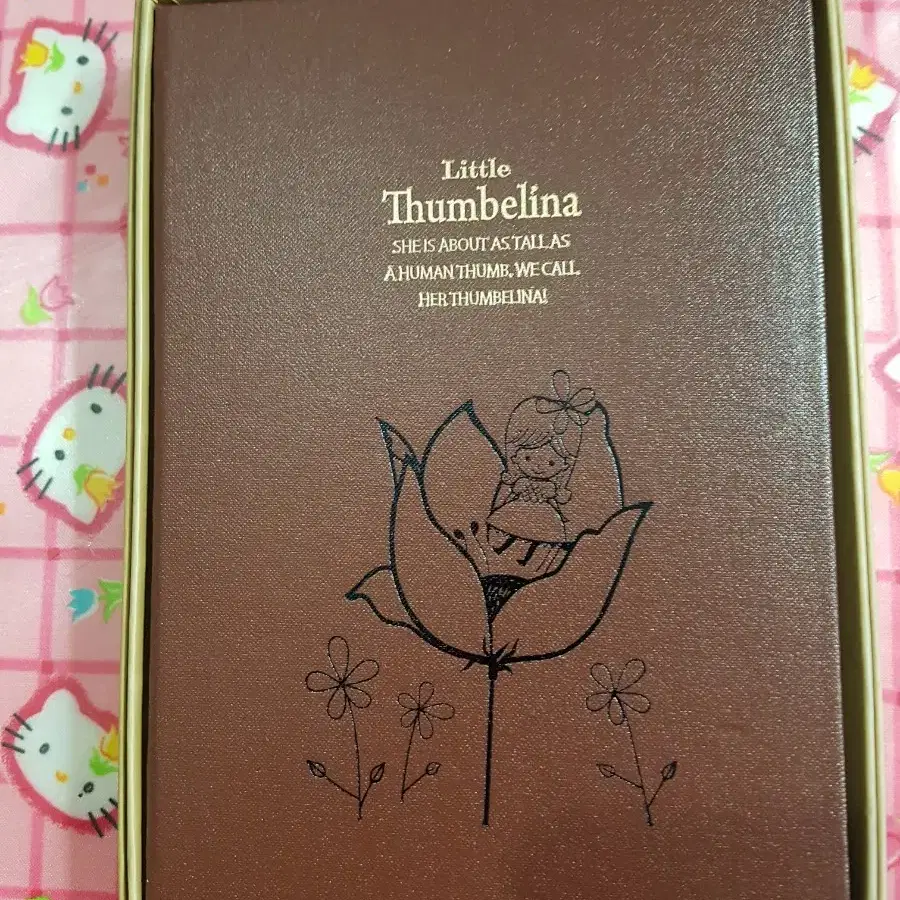 Little
Thumbelina
SHE IS ABOUT AS TALL AS
A HUMAN THUMB. WE CALL
HER THUMBELINA!